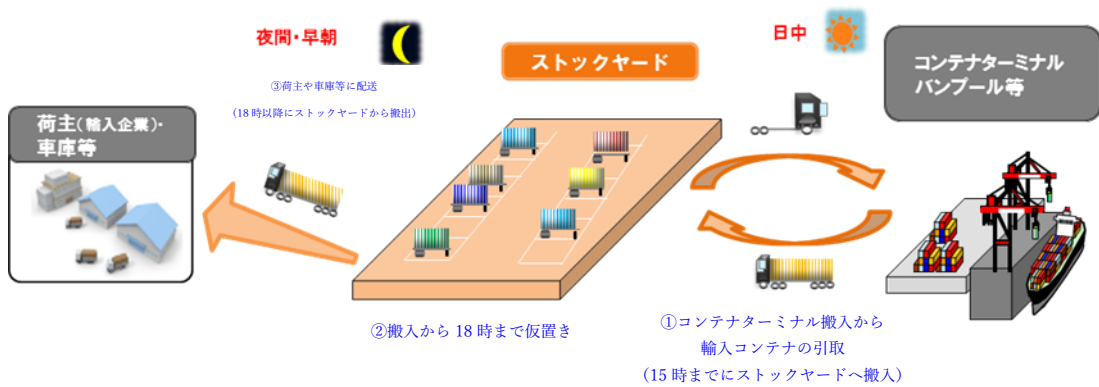 夜間・早朝
日中
ストックヤード
コンテナターミナル
バンプール等
③荷主や車庫等に配送
(18時以降にストックヤードから搬出)
荷主(輸入企業)・
車庫等
②搬入から18時まで仮置き
①コンテナターミナル搬入から
輸入コンテナの引取
(15時までにストックヤードへ搬入)